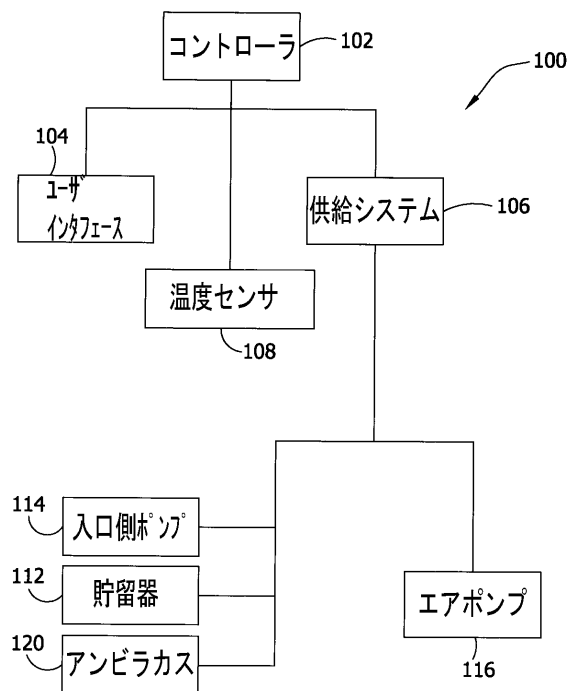 コントローラ
102
100
104
ユーザ
インタフェース
供給システム
106
温度センサ
108
114
入口側ポンプ
112
貯留器
120
アンビラカス
エアポンプ
116